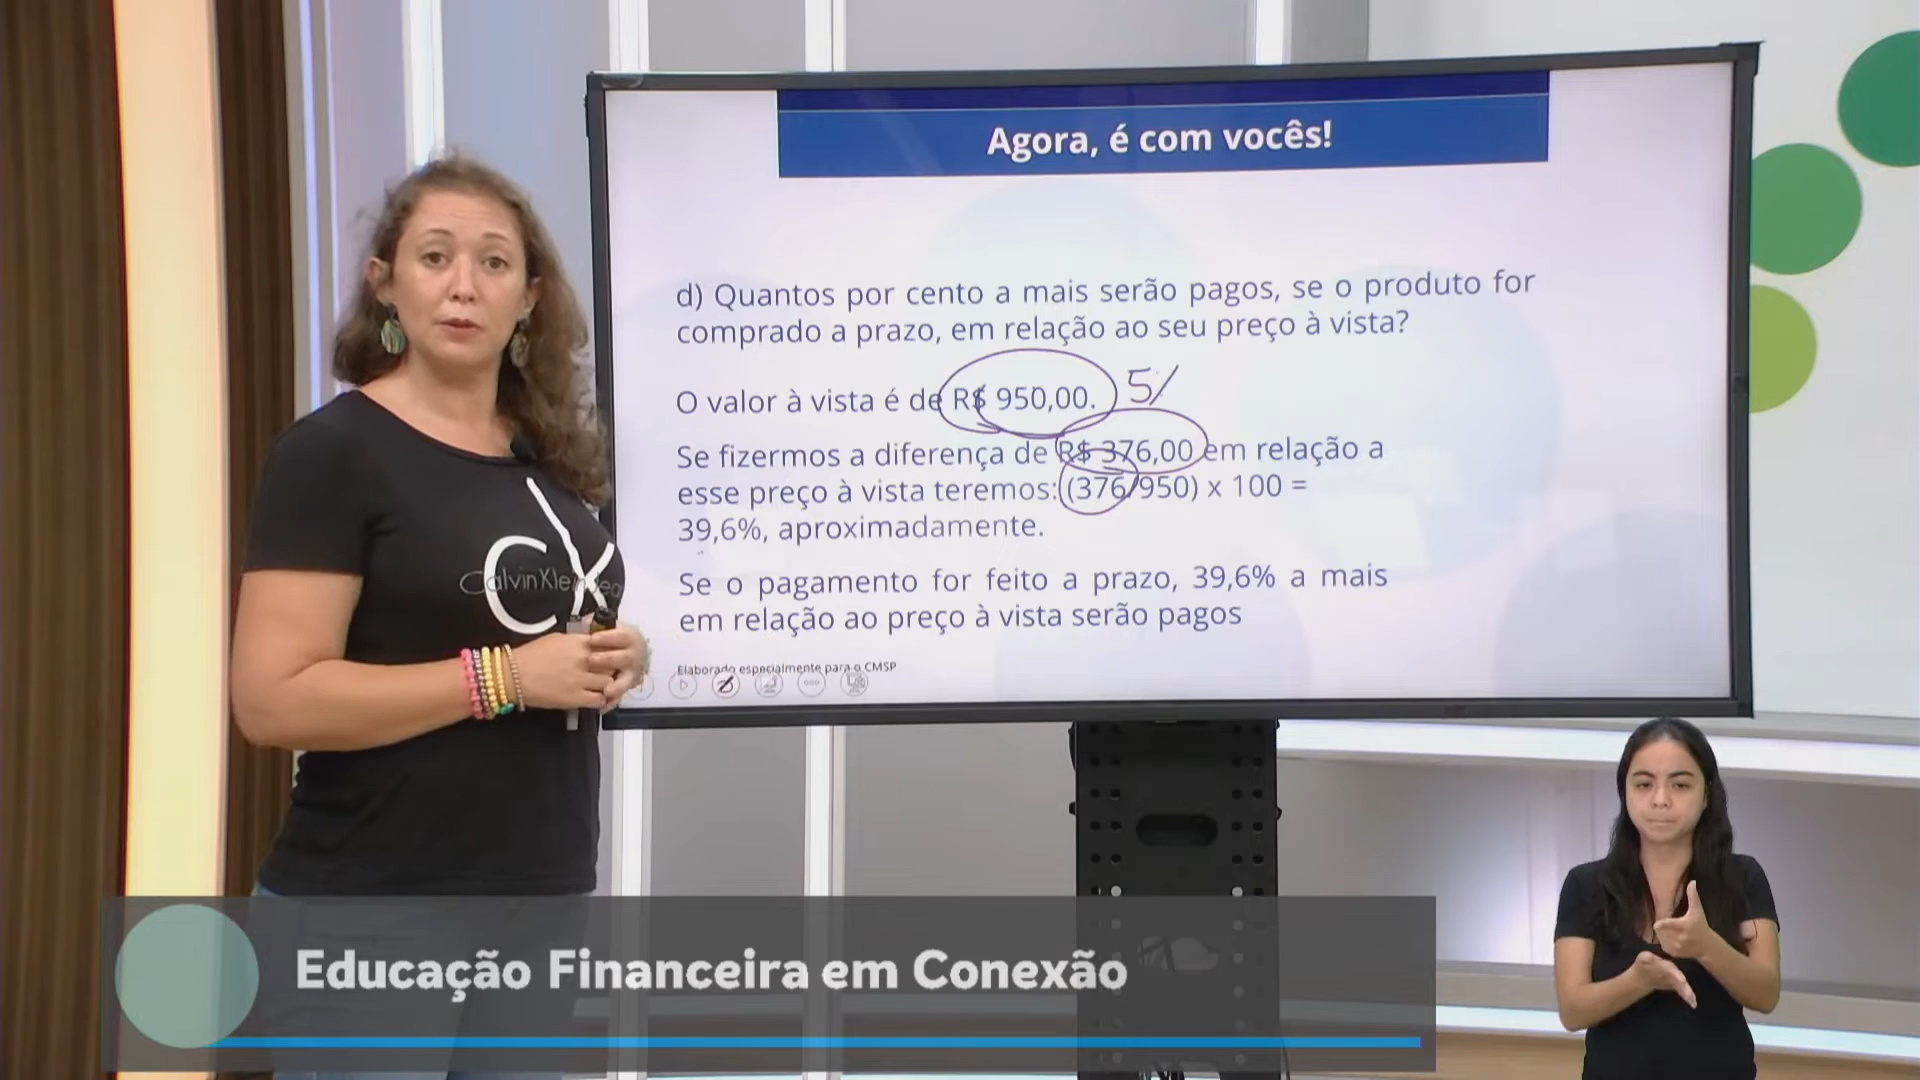 Agora, é com vocês!
d) Quantos por cento a mais serão pagos, se o produto for
comprado a prazo, em relação ao seu preço à vista?
O valor à vista é de R$ 950,00. 5%
Se fizermos a diferença de R$ 376,00 em relação a
esse preço à vista teremos: (376/950) x 100 =
39,6%, aproximadamente.
Se o pagamento for feito a prazo, 39,6% a mais
em relação ao preço à vista serão pagos
Elaborado especialmente para o CMSP
CK
Calvin Klein
Educação Financeira em Conexão